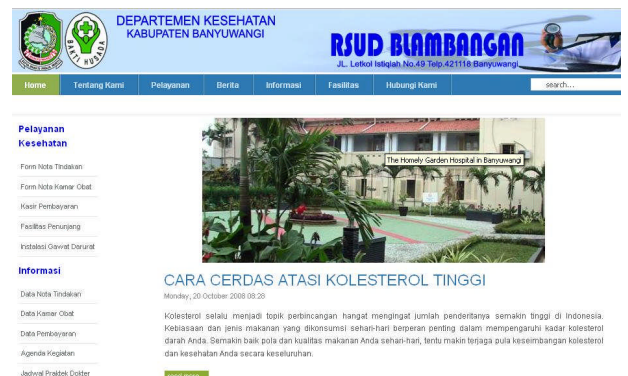 DEPARTEMEN KESEHATAN
KABUPATEN BANYUWANGI
BAKTI HUSADA
RSUD BLAMBANGAN
JL. Letkol Istiqlah No.49 Telp.421118 Banyuwangi
Home Tentang Kami Pelayanan Berita Informasi Fasilitas Hubungi Kami search...
Pelayanan
Kesehatan
Form Nota Tindakan
Form Nota Kamar Obat
Kasir Pembayaran
Fasilitas Penunjang
Instalasi Gawat Darurat
Informasi
Data Nota Tindakan
Data Kamar Obat
Data Pembayaran
Agenda Kegiatan
Jadwal Praktek Dokter
The Homely Garden Hospital in Banyuwangi
CARA CERDAS ATASI KOLESTEROL TINGGI
Monday, 20 October 2008 08:28
Kolesterol selalu menjadi topik perbincangan hangat mengingat jumlah penderitanya semakin tinggi di Indonesia.
Kebiasaan dan jenis makanan yang dikonsumsi sehari-hari berperan penting dalam mempengaruhi kadar kolesterol
darah Anda. Semakin baik pola dan kualitas makanan Anda sehari-hari, tentu makin terjaga pula keseimbangan kolesterol
dan kesehatan Anda secara keseluruhan.